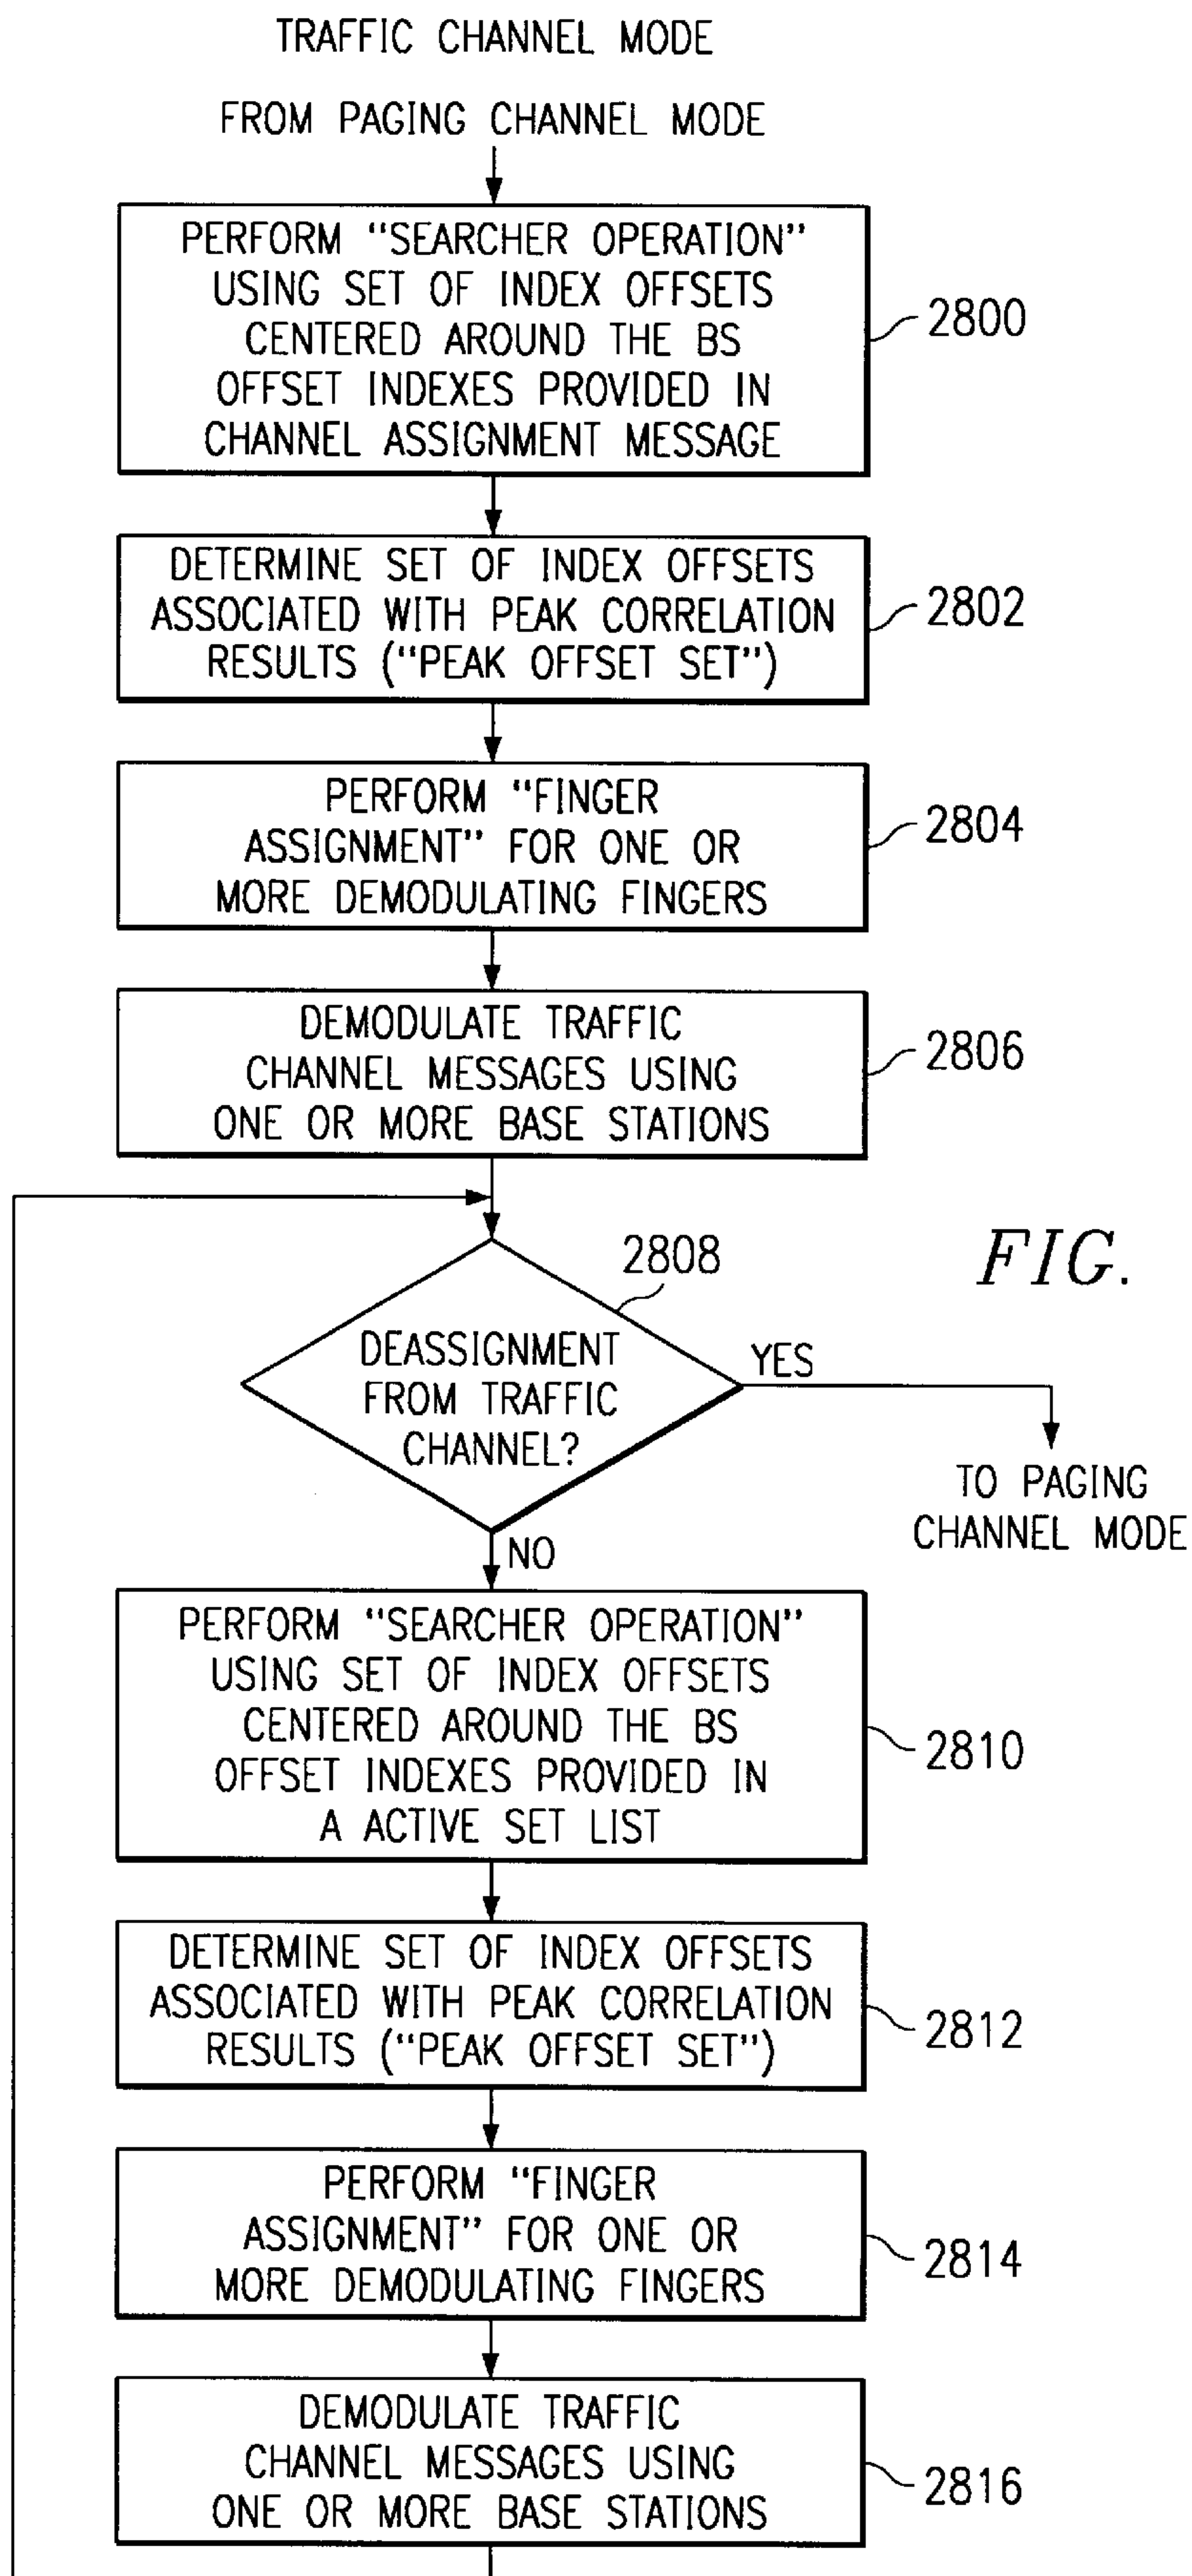 TRAFFIC CHANNEL MODE
FROM PAGING CHANNEL MODE
PERFORM "SEARCHER OPERATION"
USING SET OF INDEX OFFSETS
CENTERED AROUND THE BS
OFFSET INDEXES PROVIDED IN
CHANNEL ASSIGNMENT MESSAGE
2800
DETERMINE SET OF INDEX OFFSETS
ASSOCIATED WITH PEAK CORRELATION
RESULTS ("PEAK OFFSET SET")
2802
PERFORM "FINGER
ASSIGNMENT" FOR ONE OR
MORE DEMODULATING FINGERS
2804
DEMODULATE TRAFFIC
CHANNEL MESSAGES USING
ONE OR MORE BASE STATIONS
2806
FIG.
2808
DEASSIGNMENT
FROM TRAFFIC
CHANNEL?
YES
TO PAGING
CHANNEL MODE
NO
PERFORM "SEARCHER OPERATION"
USING SET OF INDEX OFFSETS
CENTERED AROUND THE BS
OFFSET INDEXES PROVIDED IN
A ACTIVE SET LIST
2810
DETERMINE SET OF INDEX OFFSETS
ASSOCIATED WITH PEAK CORRELATION
RESULTS ("PEAK OFFSET SET")
2812
PERFORM "FINGER
ASSIGNMENT" FOR ONE OR
MORE DEMODULATING FINGERS
2814
DEMODULATE TRAFFIC
CHANNEL MESSAGES USING
ONE OR MORE BASE STATIONS
2816